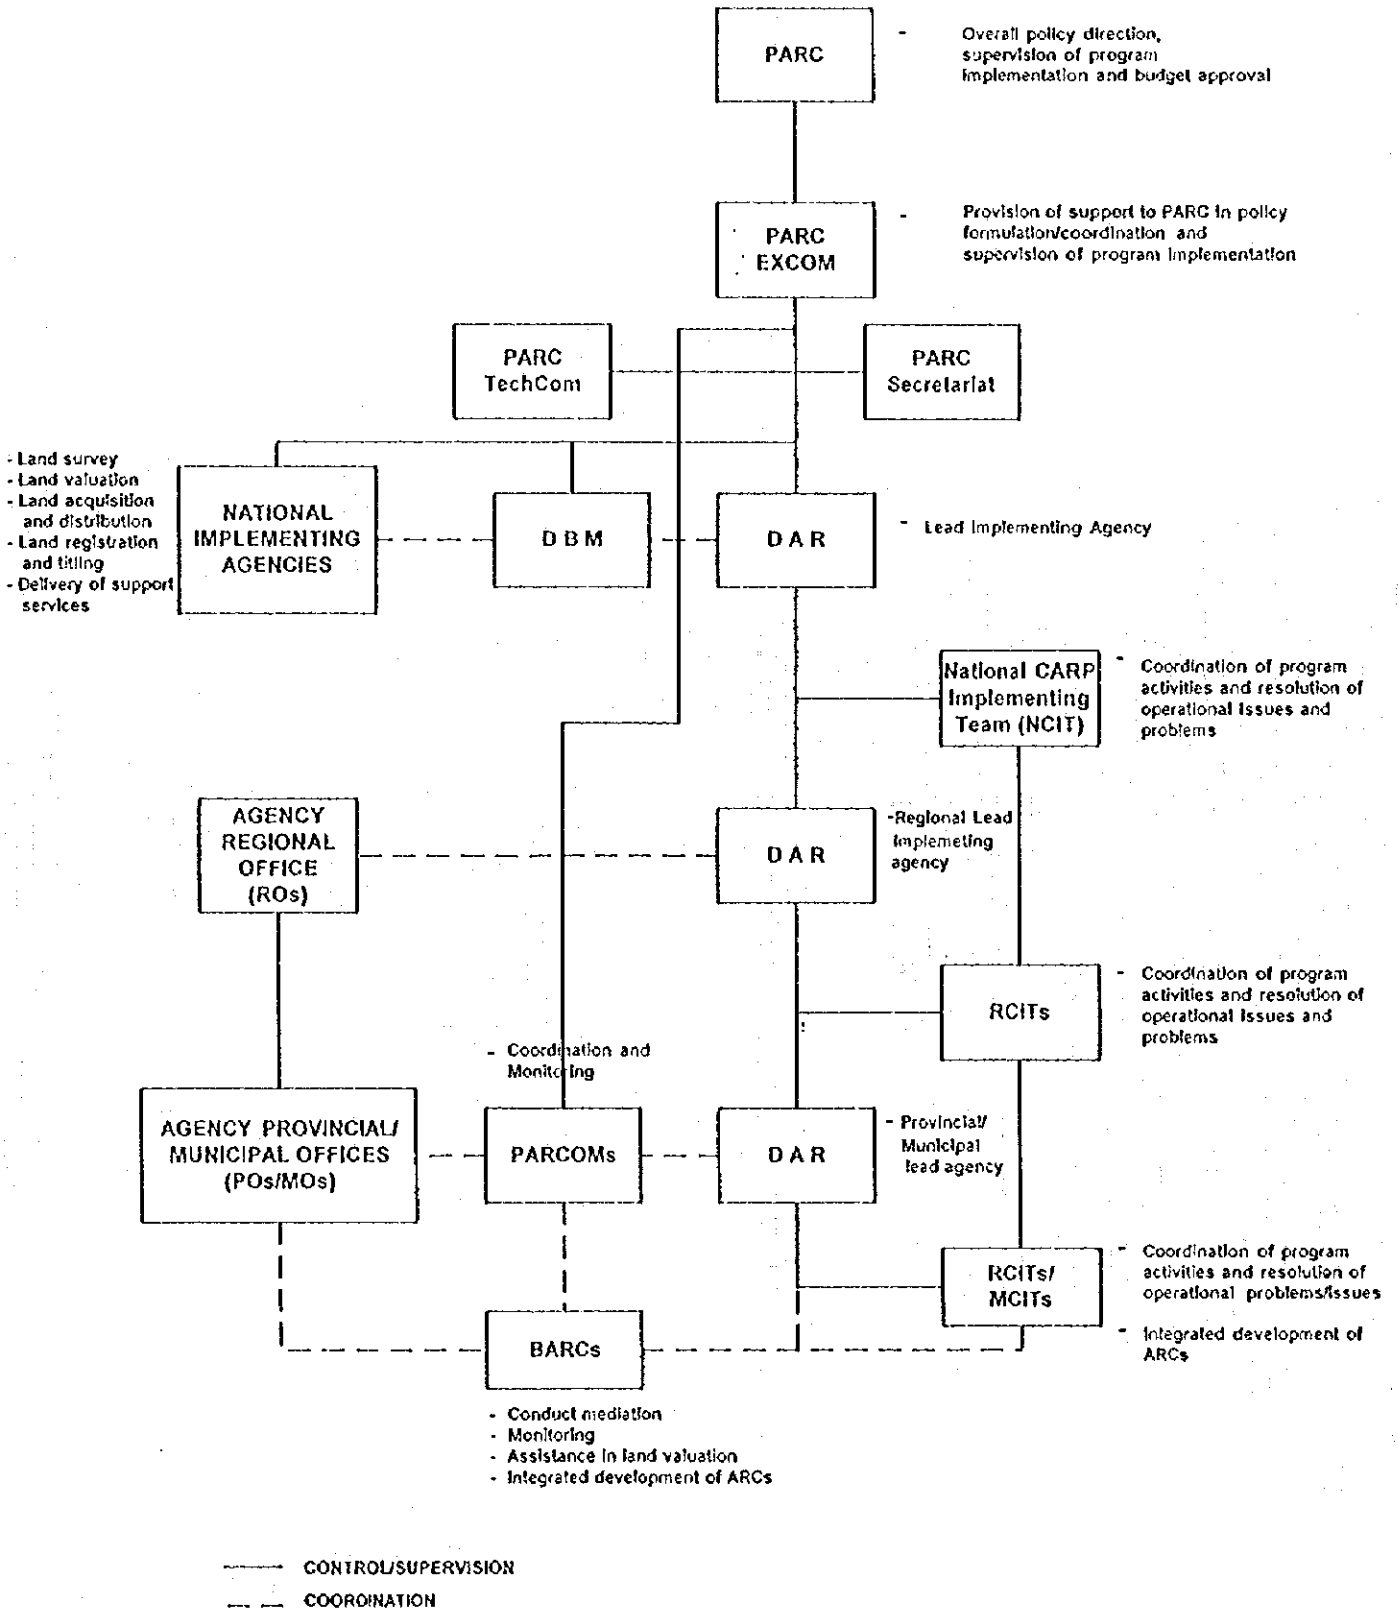 PARC
- Overall policy direction,
supervision of program
implementation and budget approval
PARC
EXCOM
- Provision of support to PARC in policy
formulation/coordination and
supervision of program implementation
PARC
TechCom
PARC
Secretariat
- Land survey
- Land valuation
- Land acquisition
and distribution
- Land registration
and titling
- Delivery of support
services
NATIONAL
IMPLEMENTING
AGENCIES
DBM
DAR
- Lead Implementing Agency
National CARP
Implementing
Team (NCIT)
- Coordination of program
activities and resolution of
operational issues and
problems
AGENCY
REGIONAL
OFFICE
(ROs)
DAR
-Regional Lead
Implemeting
agency
RCITs
- Coordination of program
activities and resolution of
operational issues and
problems
- Coordination and
Monitoring
AGENCY PROVINCIAL/
MUNICIPAL OFFICES
(POs/MOs)
PARCOMs
DAR
- Provincial/
Municipal
lead agency
RCITs/
MCITs
- Coordination of program
activities and resolution of
operational problems/issues
- Integrated development of
ARCs
BARCs
- Conduct mediation
- Monitoring
- Assistance in land valuation
- Integrated development of ARCs
CONTROL/SUPERVISION
COORDINATION